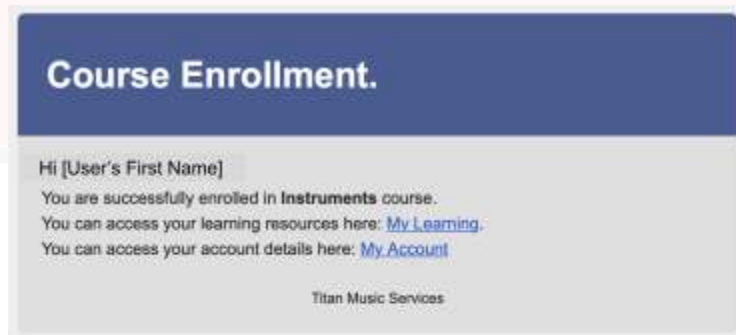 Course Enrollment.
Hi [User's First Name]
You are successfully enrolled in Instruments course.
You can access your learning resources here: My Learning.
You can access your account details here: My Account
Titan Music Services